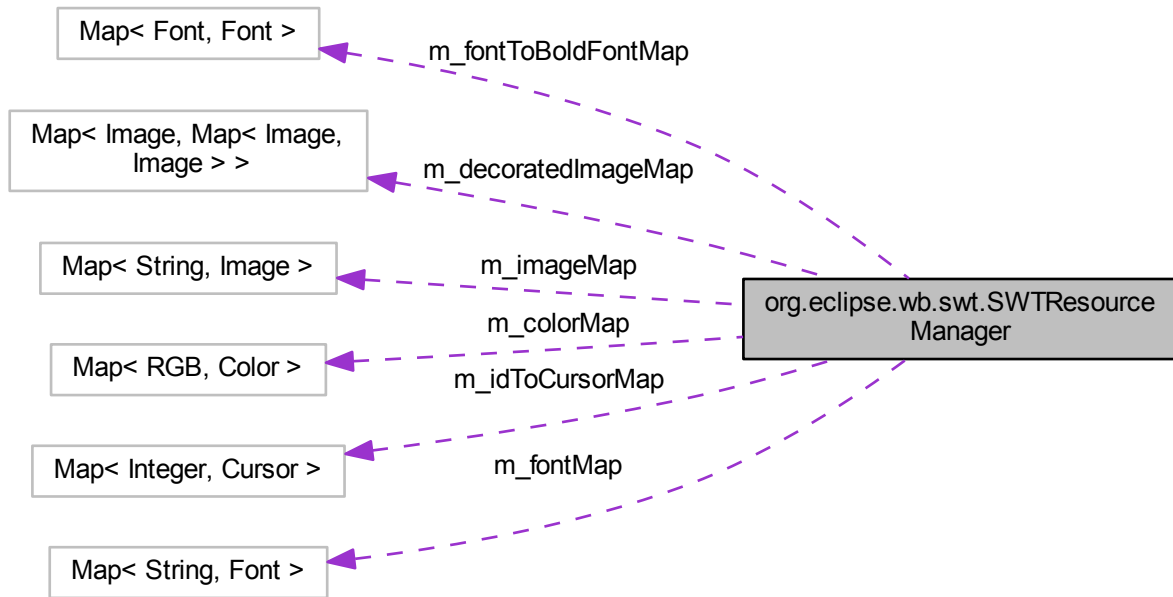 Map< Font, Font >
m_fontToBoldFontMap
Map< Image, Map< Image,
Image > >
m_decoratedImageMap
Map< String, Image >
m_imageMap
org.eclipse.wb.swt.SWTResource
Manager
m_colorMap
Map< RGB, Color >
m_idToCursorMap
Map< Integer, Cursor >
m_fontMap
Map< String, Font >